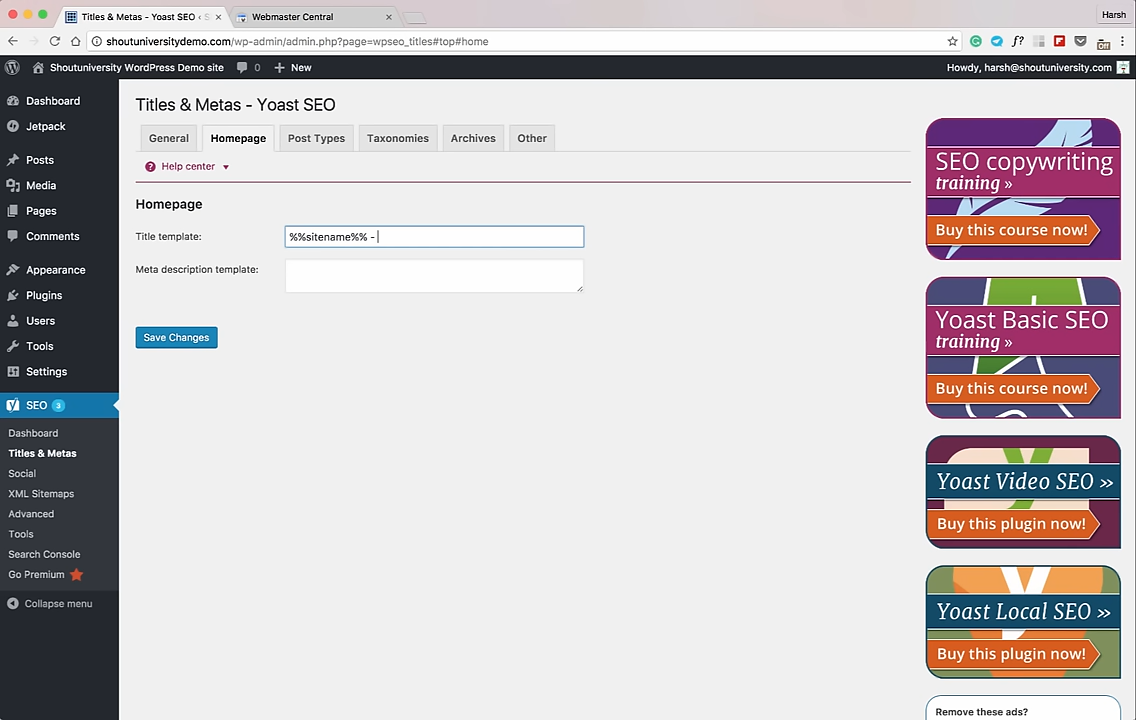 Titles & Metas - Yoast SEO ‹ S
Webmaster Central
Harsh
shoutuniversitydemo.com/wp-admin/admin.php?page=wpseo_titles#top#home
f?
Off
Shoutuniversity WordPress Demo site
0
New
Howdy, harsh@shoutuniversity.com
Dashboard
Jetpack
Posts
Media
Pages
Comments
Appearance
Plugins
Users
Tools
Settings
SEO 3
Dashboard
Titles & Metas
Social
XML Sitemaps
Advanced
Tools
Search Console
Go Premium
Collapse menu
Titles & Metas - Yoast SEO
General
Homepage
Post Types
Taxonomies
Archives
Other
? Help center
Homepage
Title template:
%%sitename%% -
Meta description template:
Save Changes
SEO copywriting
training »
Buy this course now!
Yoast Basic SEO
training »
Buy this course now!
Yoast Video SEO »
Buy this plugin now!
Yoast Local SEO »
Buy this plugin now!
Remove these ads?